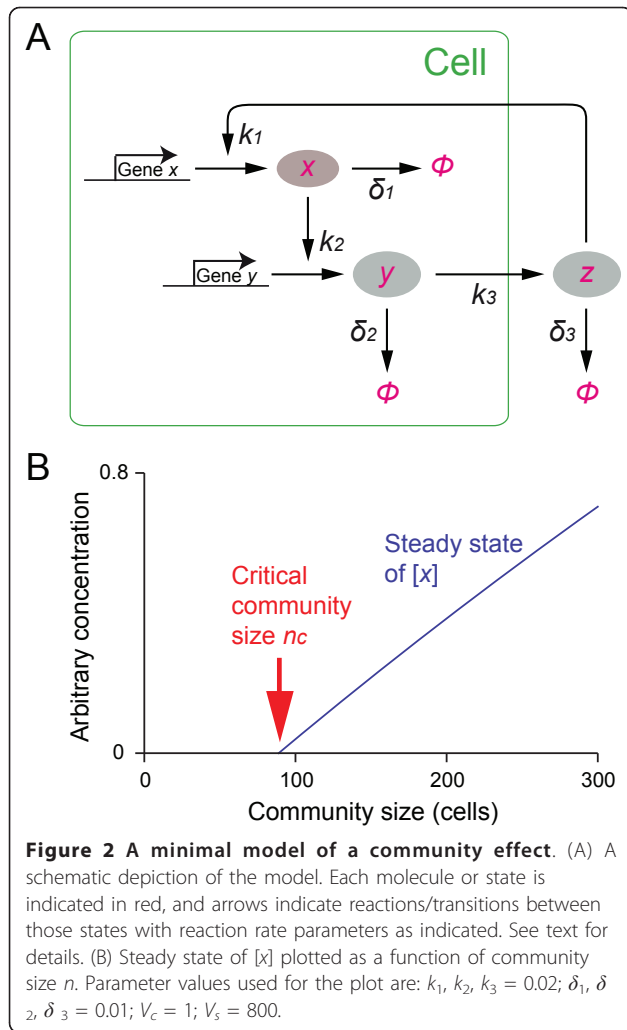 A
Cell
k1
Gene x
x
δ1
Φ
k2
Gene y
y
k3
z
δ2
δ3
Φ
Φ
B
0.8
Arbitrary concentration
Steady state
of [x]
Critical
community
size nc
0
0
100
200
300
Community size (cells)
Figure 2 A minimal model of a community effect. (A) A
schematic depiction of the model. Each molecule or state is
indicated in red, and arrows indicate reactions/transitions between
those states with reaction rate parameters as indicated. See text for
details. (B) Steady state of [x] plotted as a function of community
size n. Parameter values used for the plot are: k1, k2, k3 = 0.02; δ1, δ
2, δ 3 = 0.01; Vc = 1; Vs = 800.